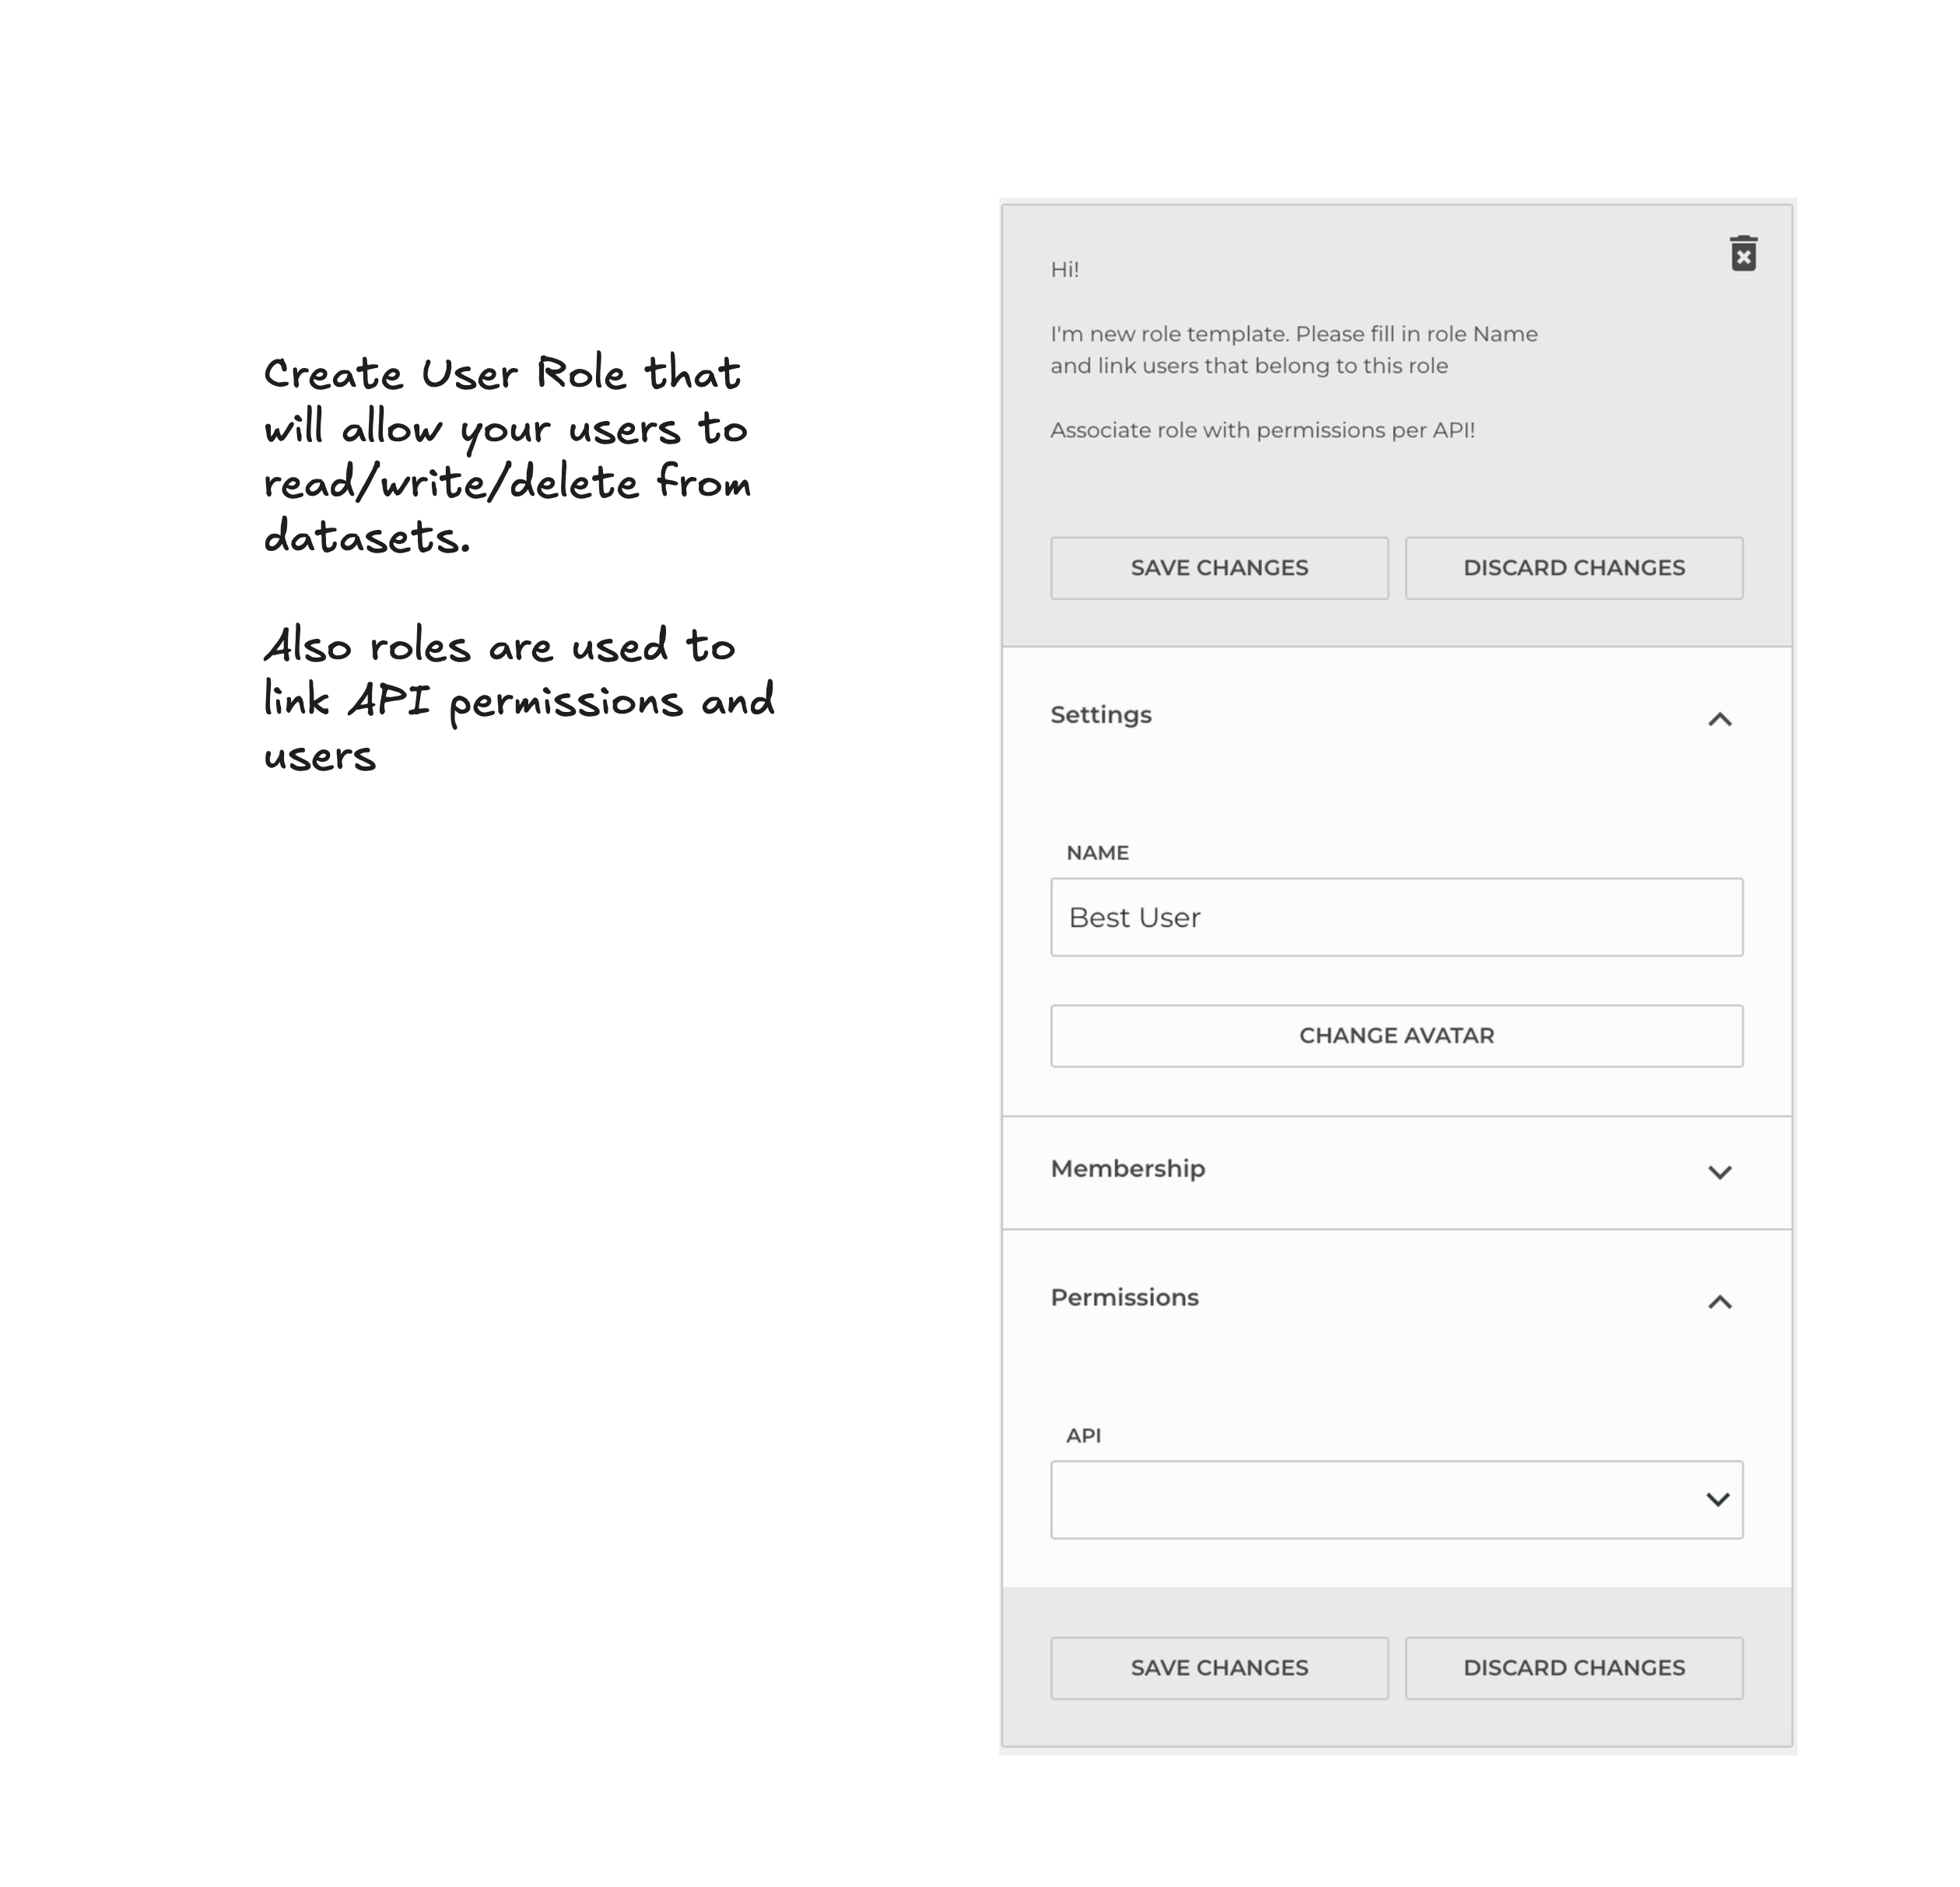 Create User Role that
will allow your users to
read/write/delete from
datasets.
Also roles are used to
link API permissions and
users
Hi!
I'm new role template. Please fill in role Name
and link users that belong to this role
Associate role with permissions per API!
SAVE CHANGES
DISCARD CHANGES
Settings
NAME
Best User
CHANGE AVATAR
Membership
Permissions
API
SAVE CHANGES
DISCARD CHANGES